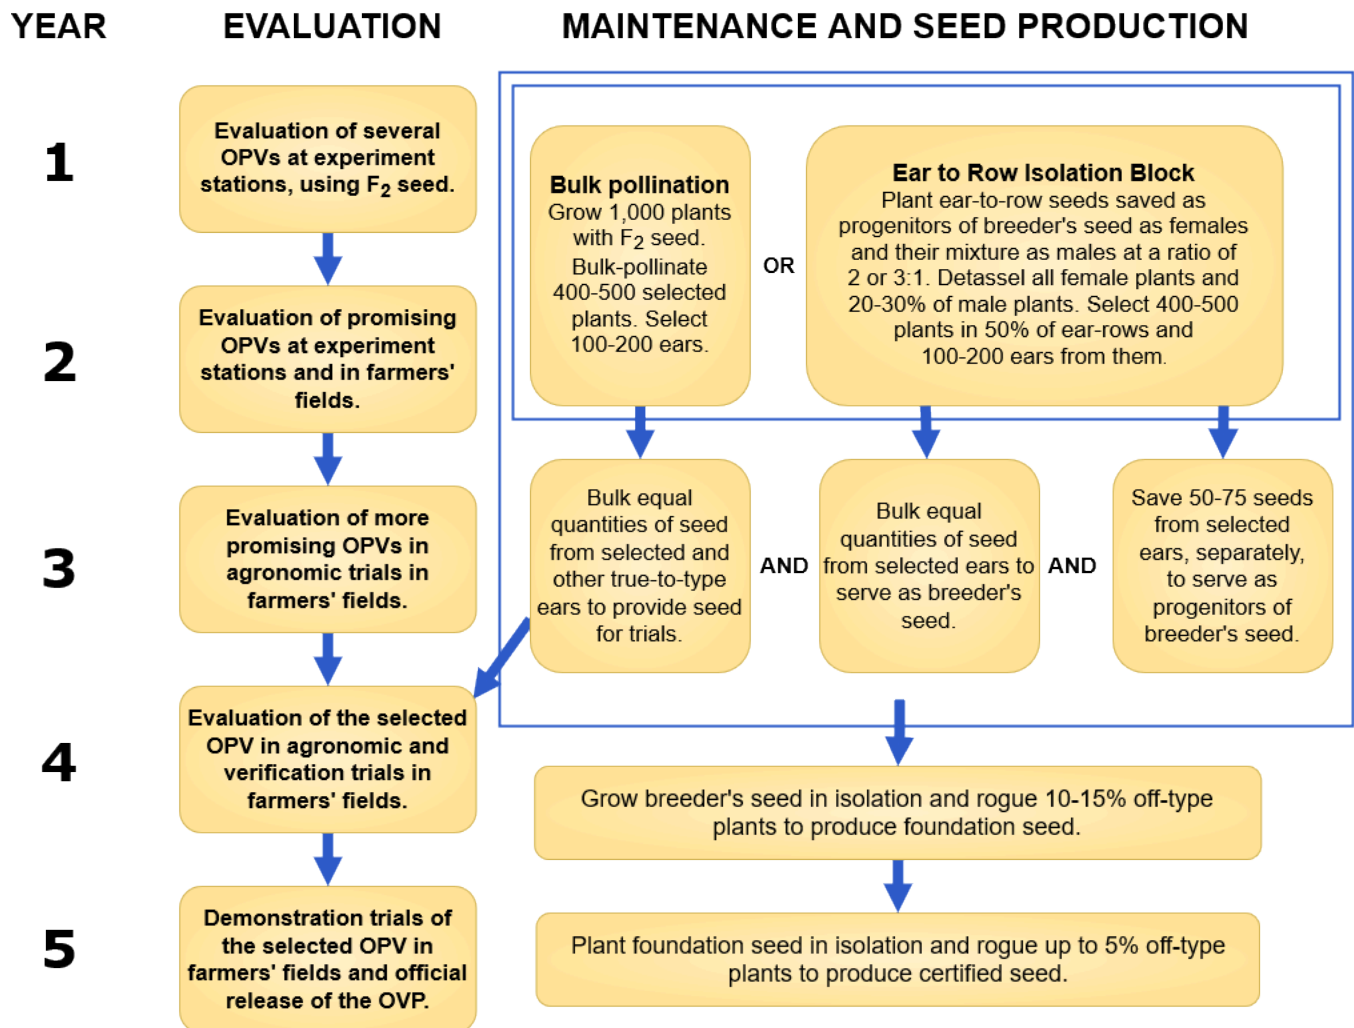 YEAR
EVALUATION
MAINTENANCE AND SEED PRODUCTION
1
Evaluation of several
OPVs at experiment
stations, using F₂ seed.
2
Evaluation of promising
OPVs at experiment
stations and in farmers'
fields.
Bulk pollination
Grow 1,000 plants
with F₂ seed.
Bulk-pollinate
400-500 selected
plants. Select
100-200 ears.
OR
Ear to Row Isolation Block
Plant ear-to-row seeds saved as
progenitors of breeder's seed as females
and their mixture as males at a ratio of
2 or 3:1. Detassel all female plants and
20-30% of male plants. Select 400-500
plants in 50% of ear-rows and
100-200 ears from them.
3
Evaluation of more
promising OPVs in
agronomic trials in
farmers' fields.
Bulk equal
quantities of seed
from selected and
other true-to-type
ears to provide seed
for trials.
AND
Bulk equal
quantities of seed
from selected ears to
serve as breeder's
seed.
AND
Save 50-75 seeds
from selected
ears, separately,
to serve as
progenitors of
breeder's seed.
4
Evaluation of the selected
OPV in agronomic and
verification trials in
farmers' fields.
Grow breeder's seed in isolation and rogue 10-15% off-type
plants to produce foundation seed.
5
Demonstration trials of
the selected OPV in
farmers' fields and official
release of the OVP.
Plant foundation seed in isolation and rogue up to 5% off-type
plants to produce certified seed.